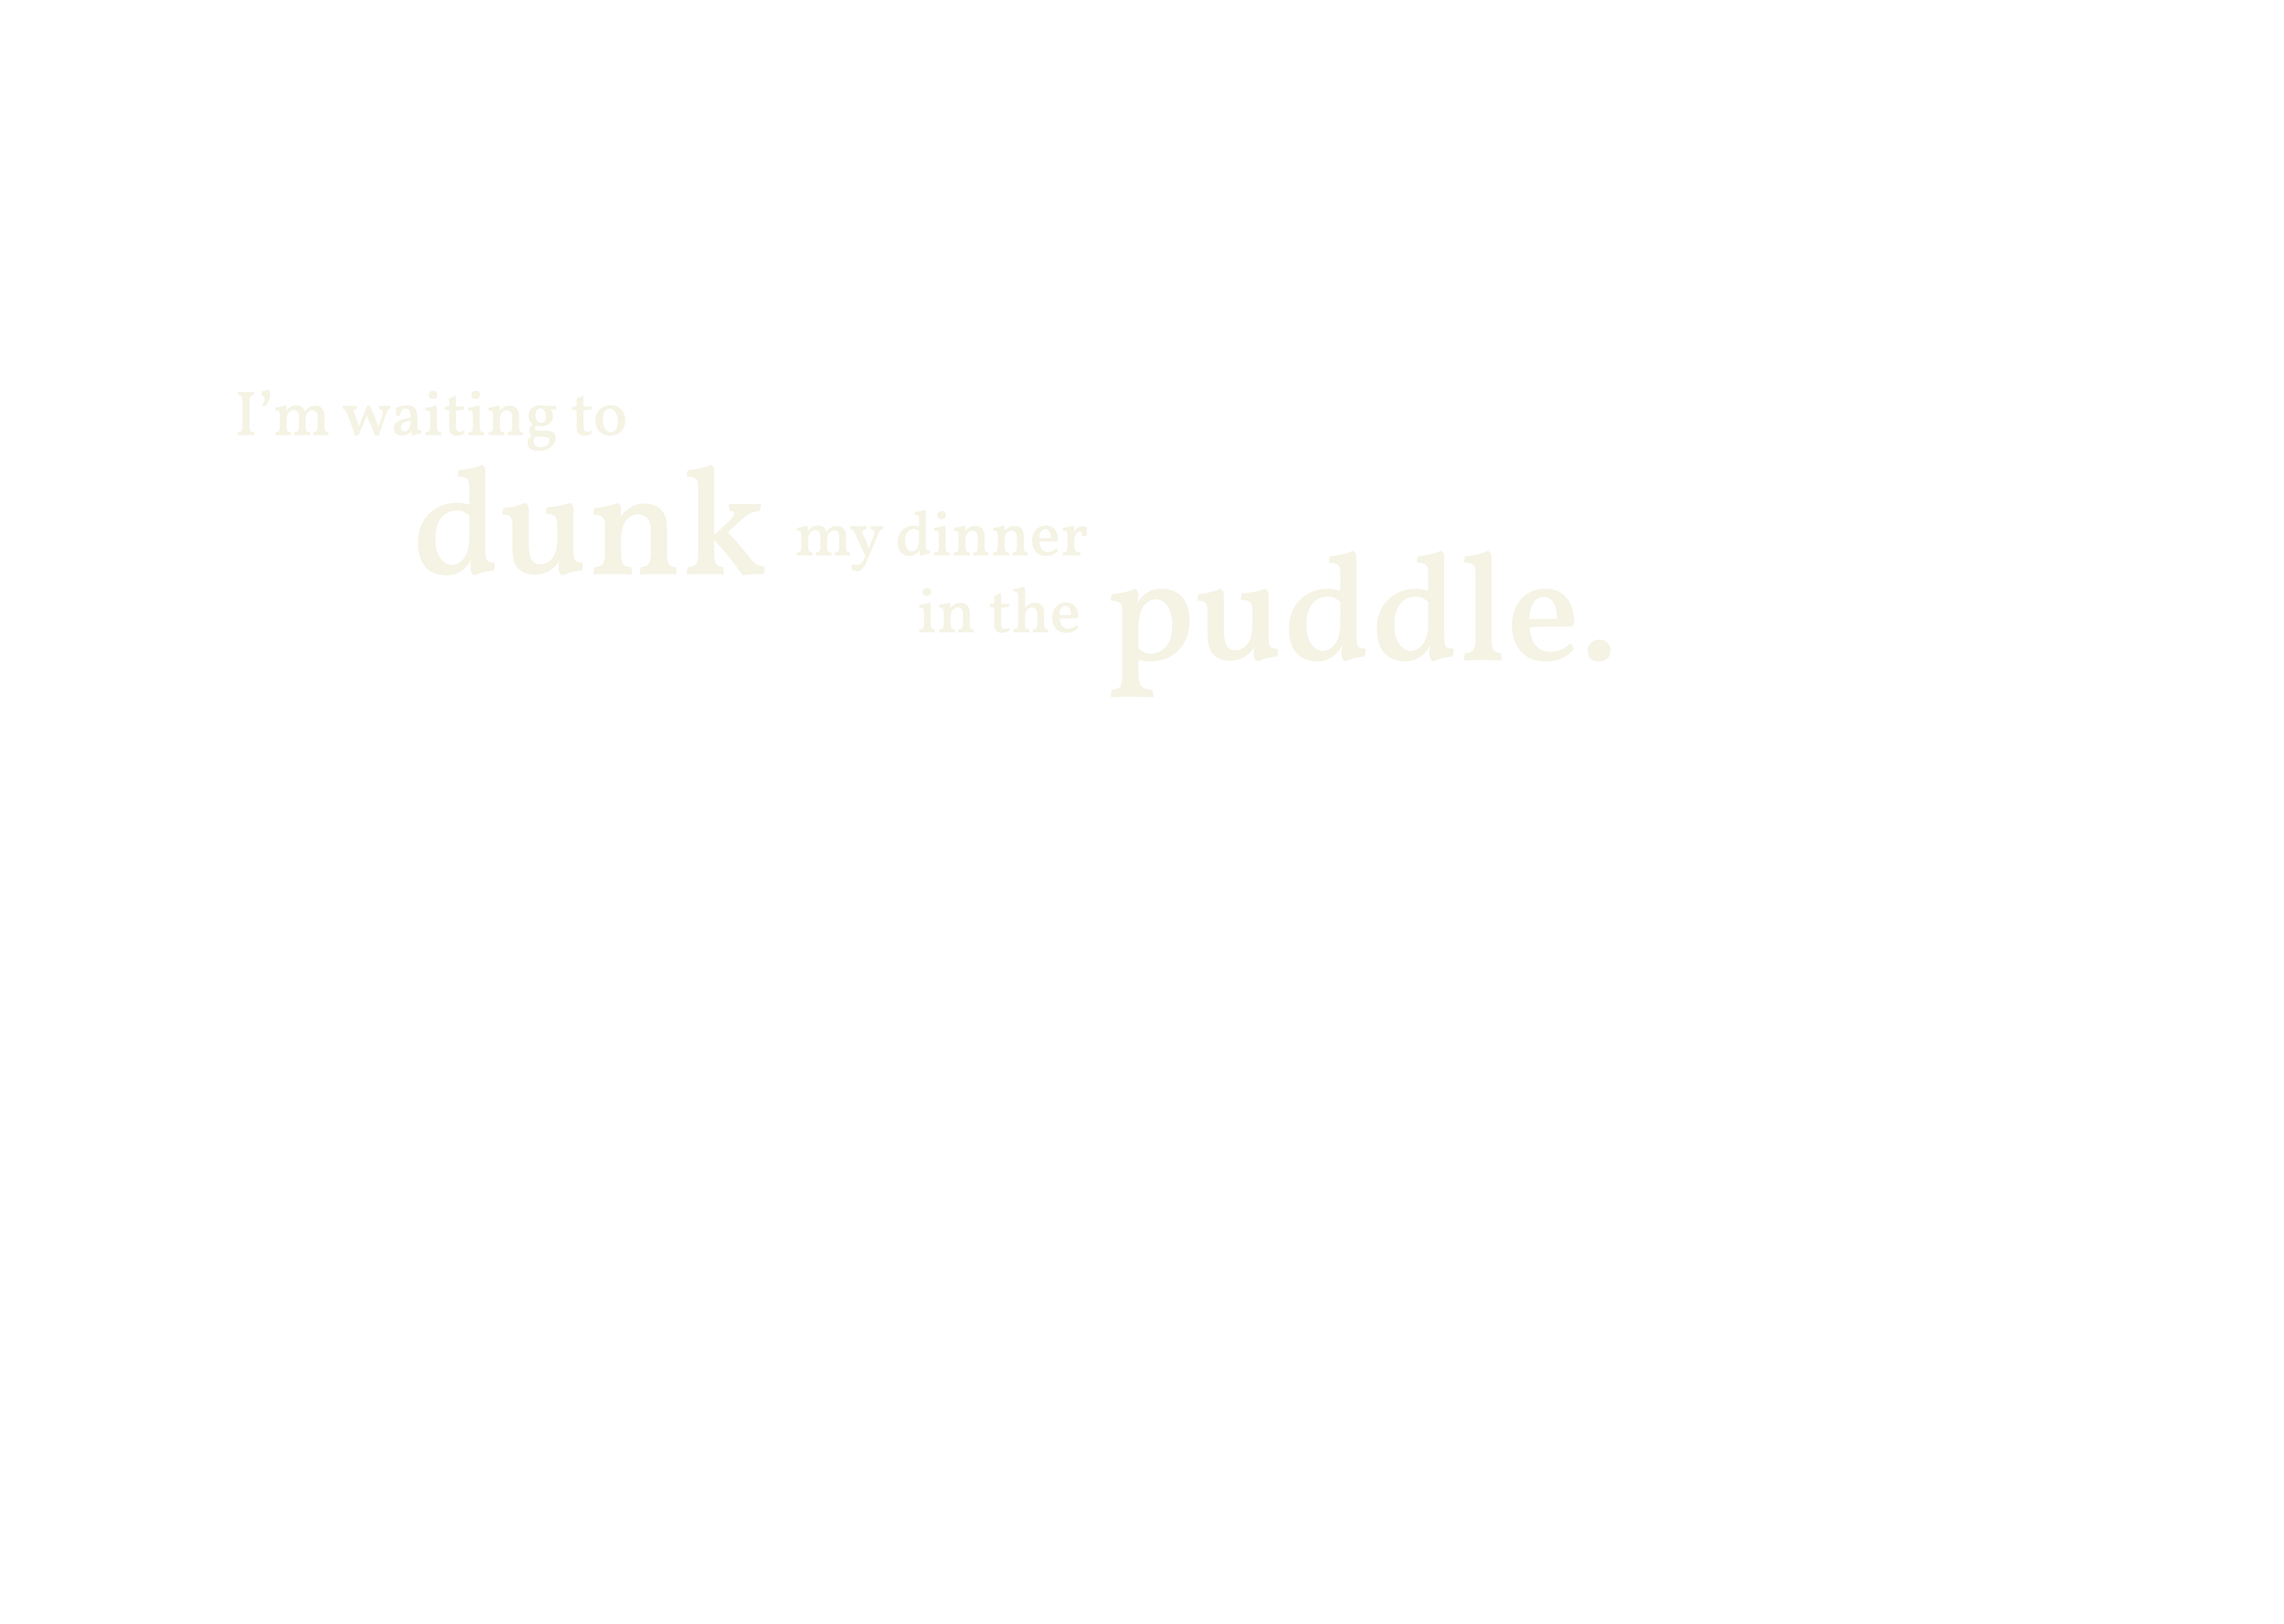 I’m waiting to
dunk my dinner
in the puddle.